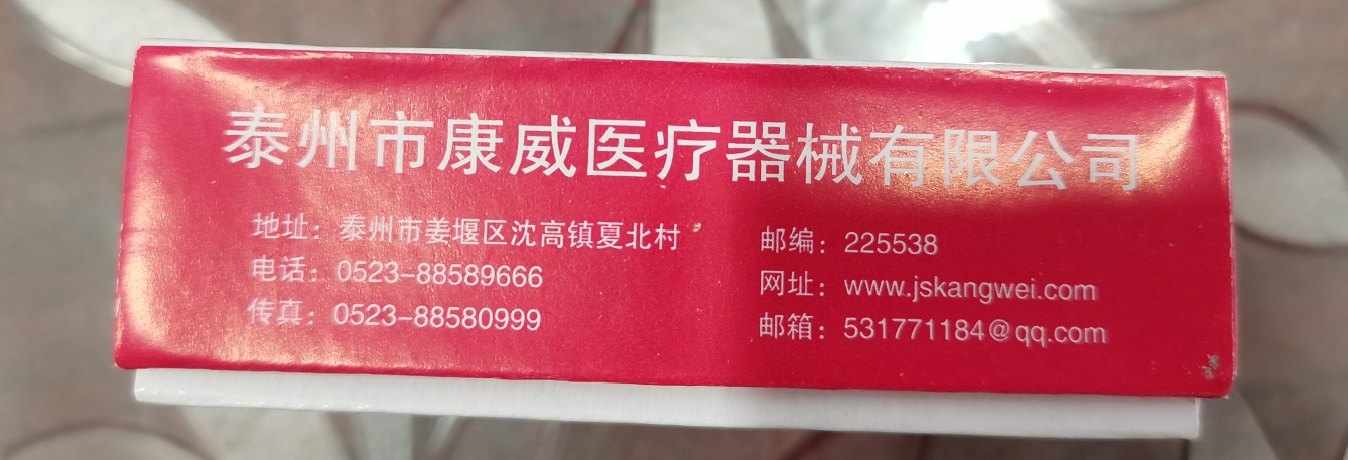 泰州市康威医疗器械有限公司
地址：泰州市姜堰区沈高镇夏北村
电话：0523-88589666
传真：0523-88580999
邮编：225538
网址：www.jskangwei.com
邮箱：531771184@qq.com